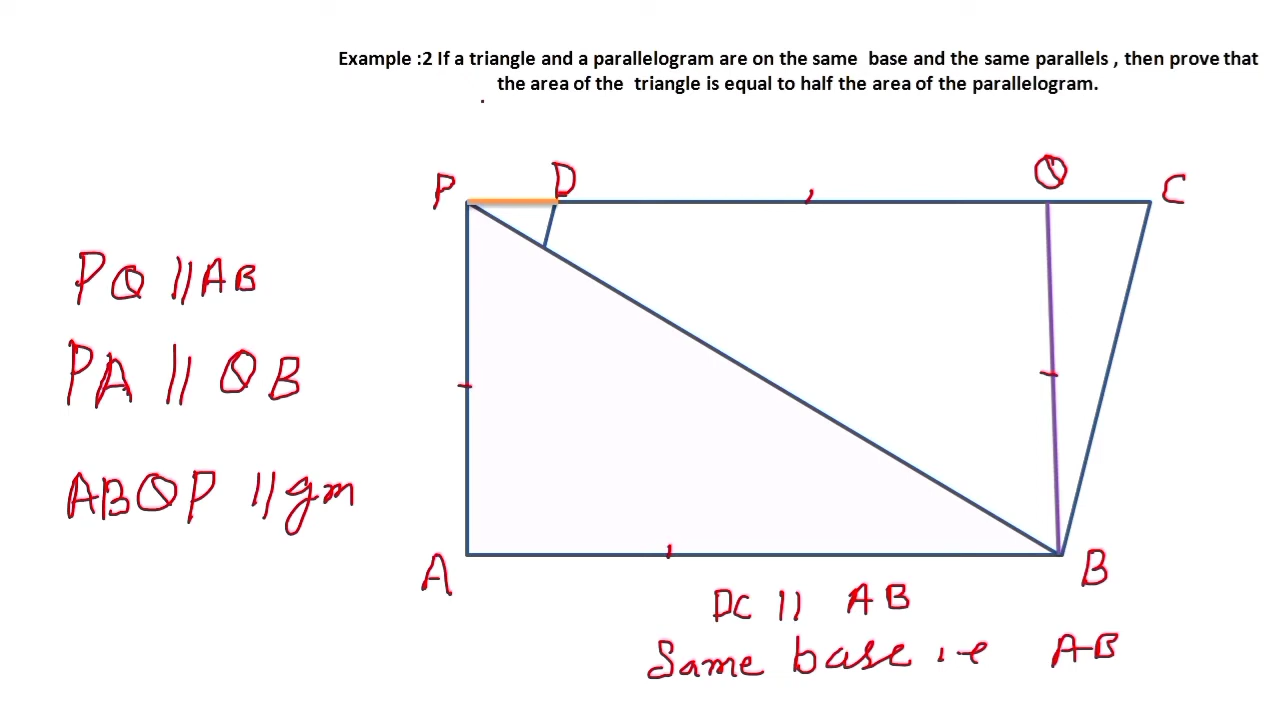 Example :2 If a triangle and a parallelogram are on the same base and the same parallels , then prove that
the area of the triangle is equal to half the area of the parallelogram.
P D Q C
PQ || AB
PA || QB
ABQP ||gm
A B
DC || AB
Same base i.e AB